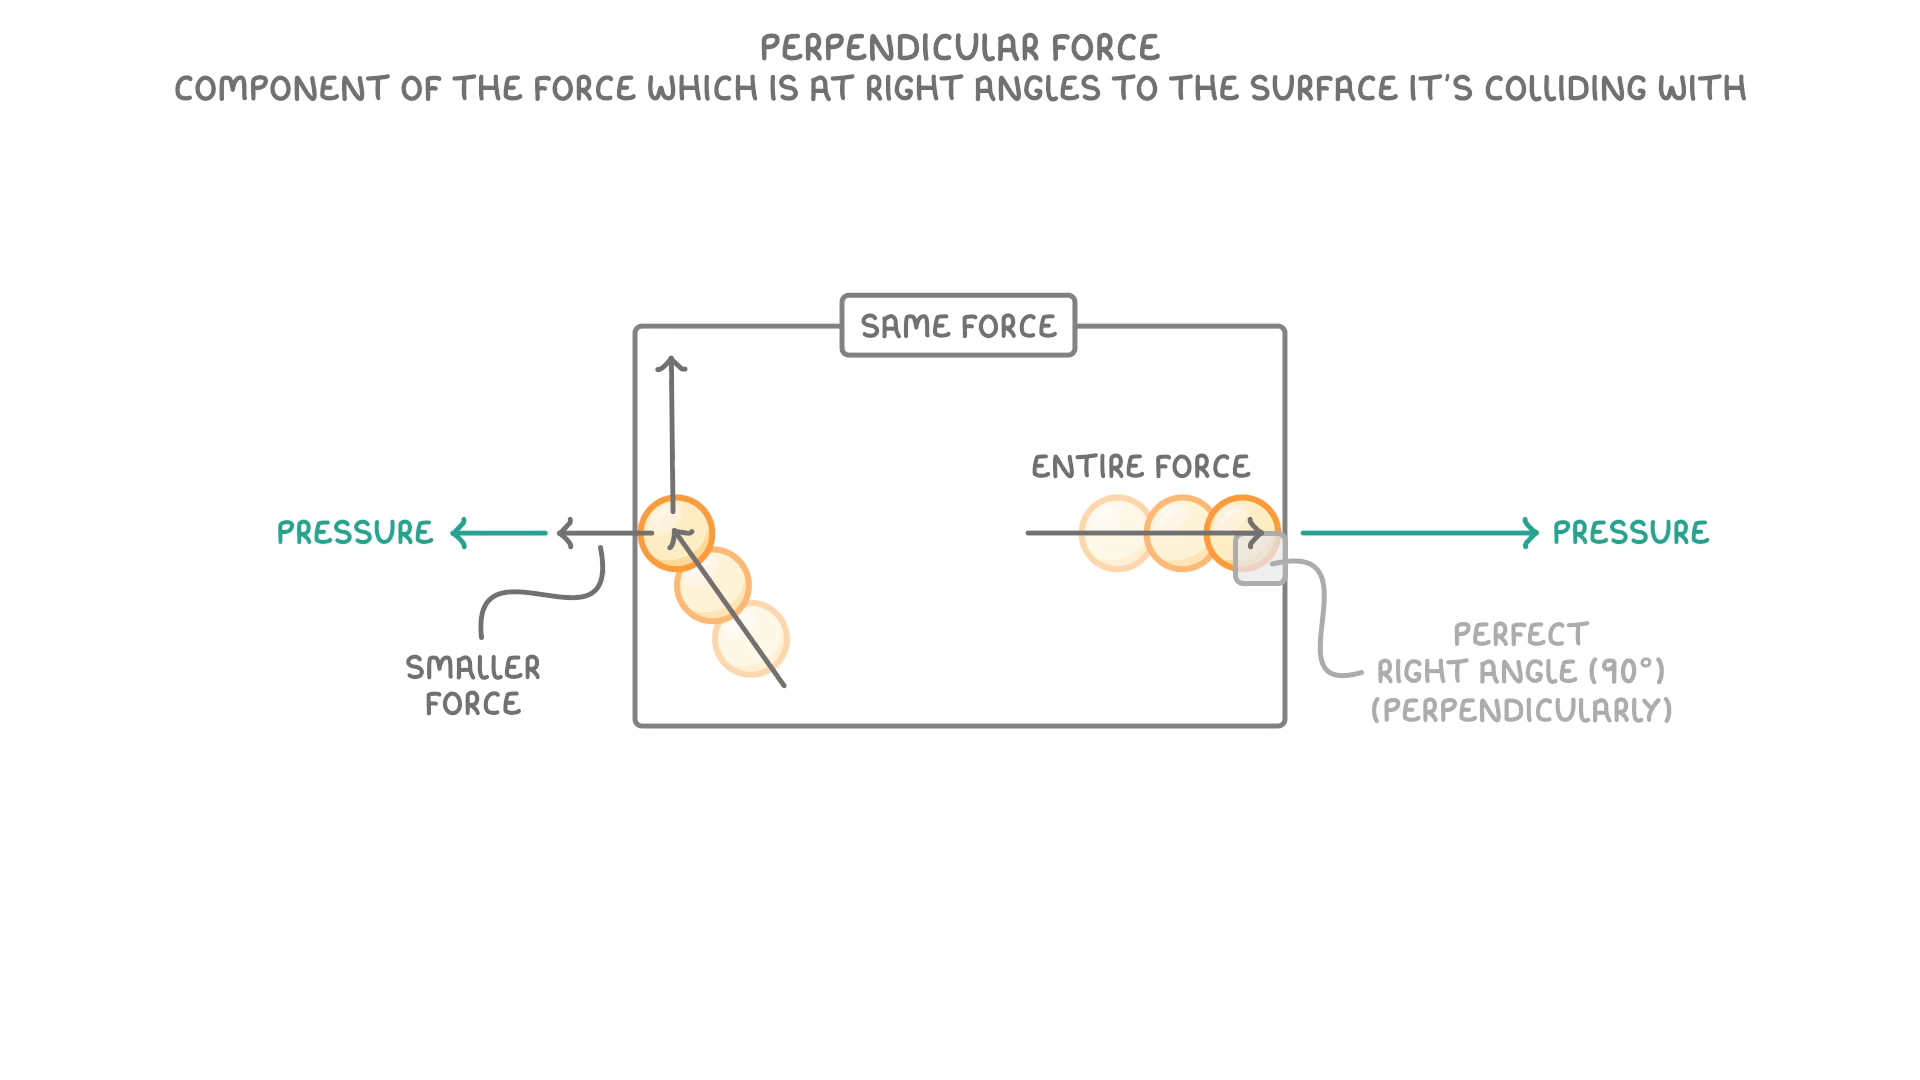 PERPENDICULAR FORCE
COMPONENT OF THE FORCE WHICH IS AT RIGHT ANGLES TO THE SURFACE IT'S COLLIDING WITH
SAME FORCE
ENTIRE FORCE
PRESSURE
PRESSURE
SMALLER
FORCE
PERFECT
RIGHT ANGLE (90°)
(PERPENDICULARLY)